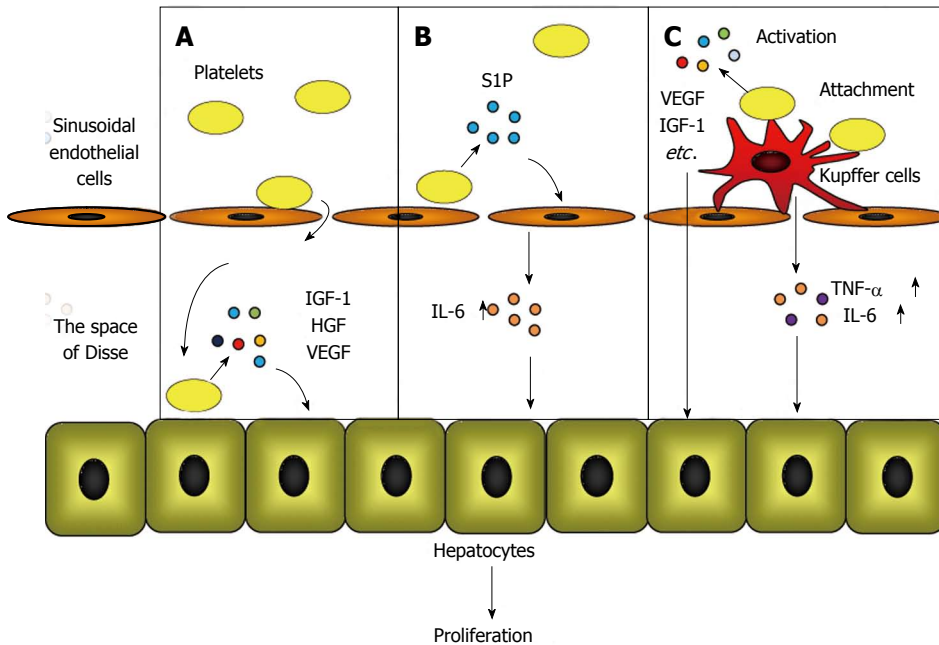 A
B
C
Platelets
S1P
Activation
Attachment
VEGF
IGF-1
etc.
Kupffer cells
Sinusoidal
endothelial
cells
The space
of Disse
IGF-1
HGF
VEGF
IL-6
TNF-α
IL-6
Hepatocytes
Proliferation